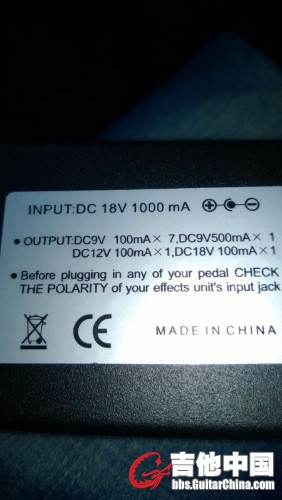 INPUT:DC 18V 1000 mA
• OUTPUT:DC9V 100mA× 7,DC9V500mA× 1
DC12V 100mA×1,DC18V 100mA×1
• Before plugging in any of your pedal CHECK
THE POLARITY of your effects unit's input jack
CE
MADE IN CHINA
吉他中国
bbs.GuitarChina.com